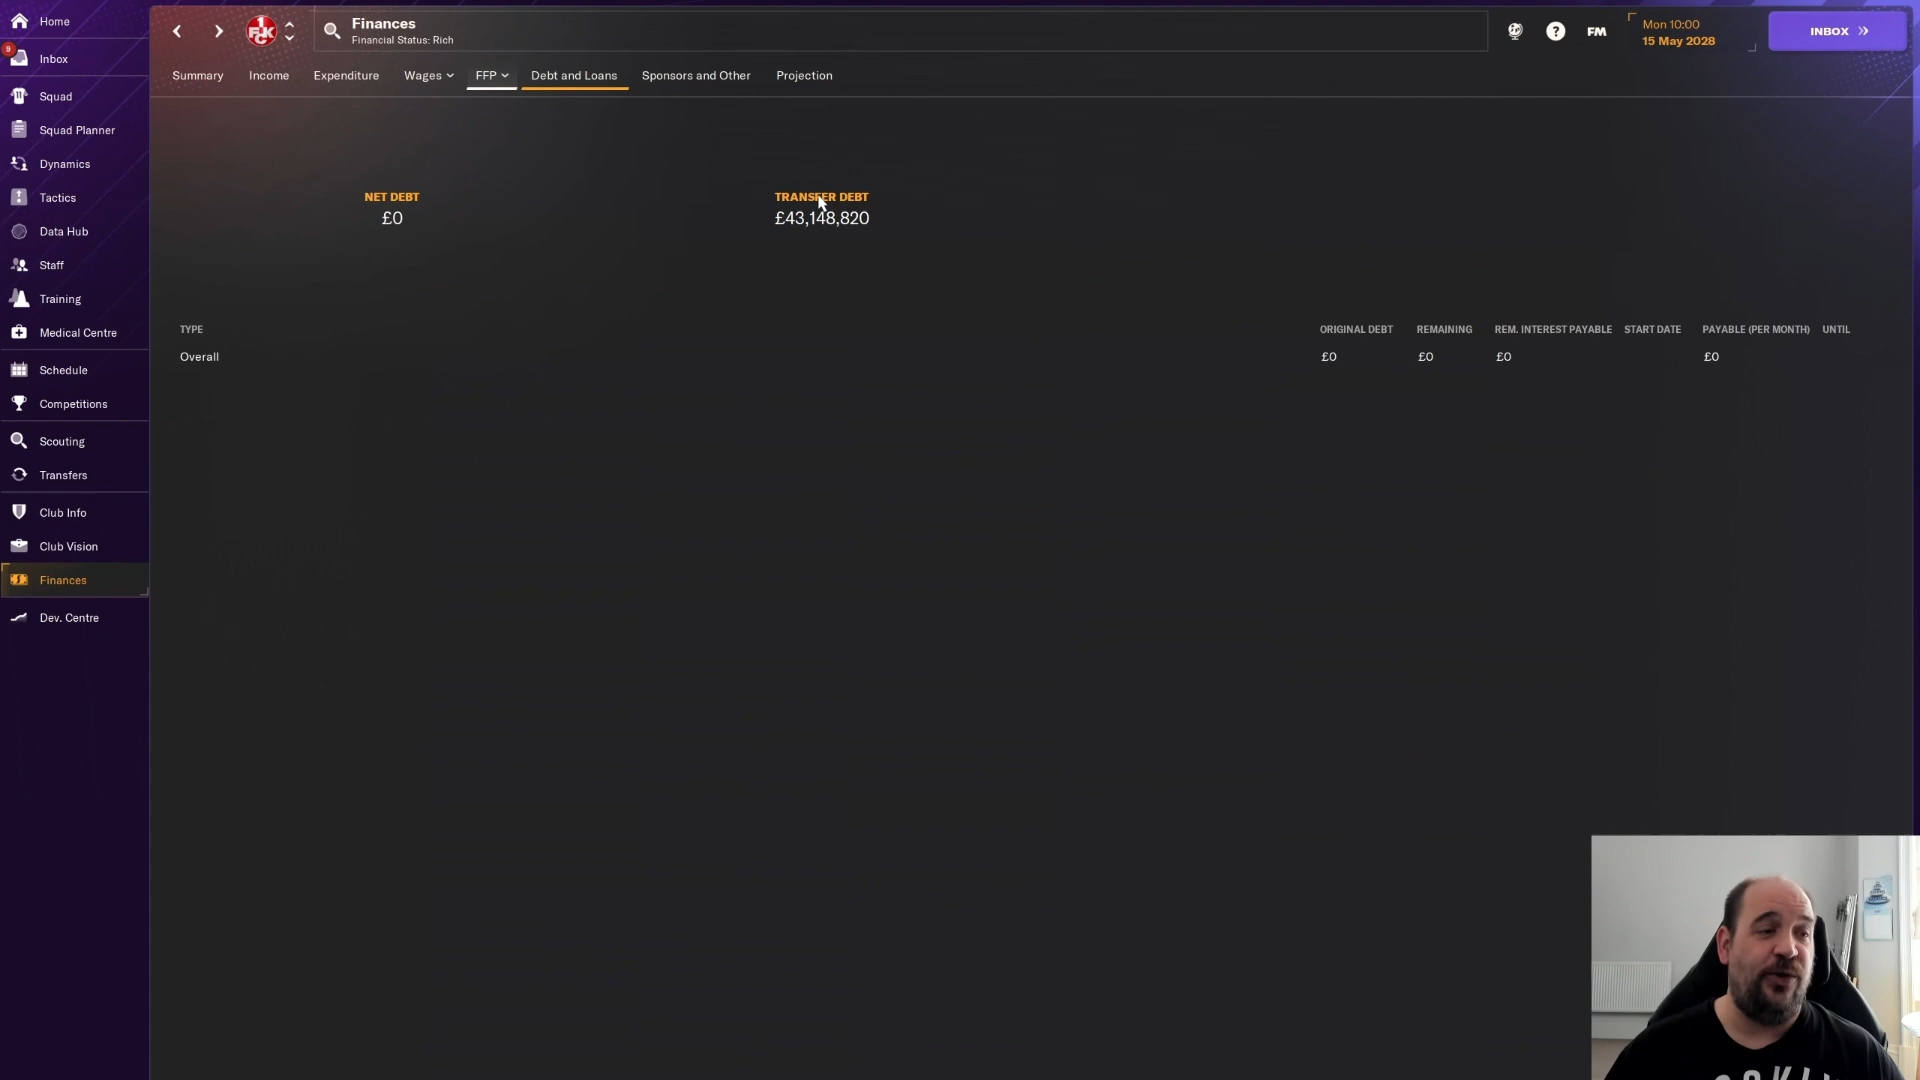 Home
9
Inbox
Squad
Squad Planner
Dynamics
Tactics
Data Hub
Staff
Training
Medical Centre
Schedule
Competitions
Scouting
Transfers
Club Info
Club Vision
Finances
Dev. Centre
1
FCK
Finances
Financial Status: Rich
?
FM
Mon 10:00
15 May 2028
INBOX
Summary Income Expenditure Wages FFP Debt and Loans Sponsors and Other Projection
NET DEBT
£0
TRANSFER DEBT
£43,148,820
TYPE ORIGINAL DEBT REMAINING REM. INTEREST PAYABLE START DATE PAYABLE (PER MONTH) UNTIL
Overall £0 £0 £0 £0